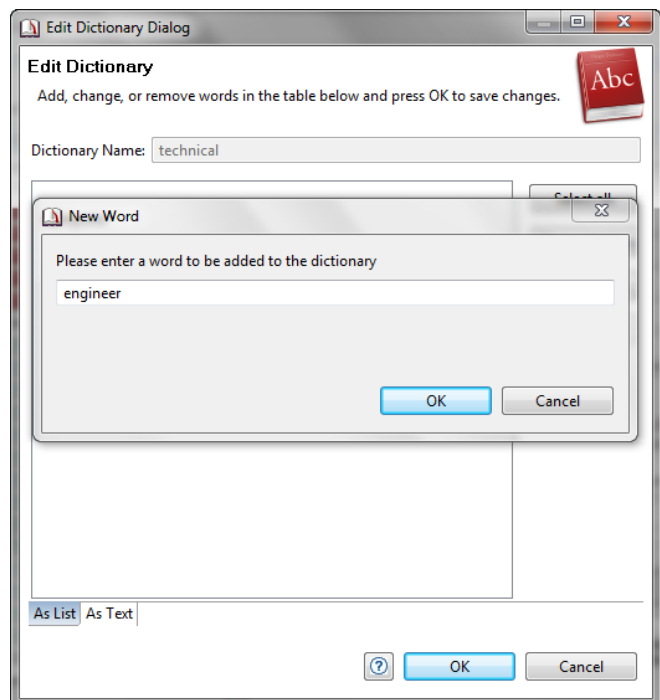 Edit Dictionary Dialog
Edit Dictionary
Add, change, or remove words in the table below and press OK to save changes.
Abc
Dictionary Name: technical
Select all
New Word
Please enter a word to be added to the dictionary
engineer
OK Cancel
As List As Text
OK Cancel